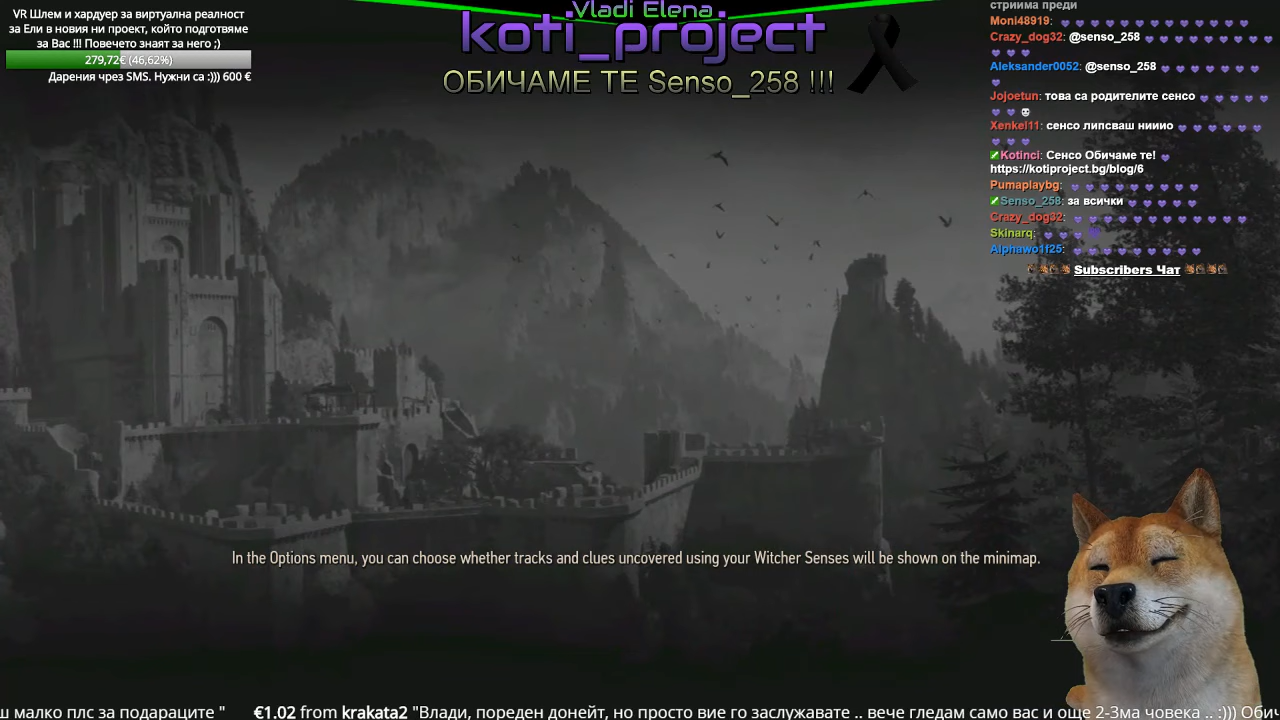 VR Шлем и хардуер за виртуална реалност
за Ели в новия ни проект, който подготвяме
за Вас !!! Повечето знаят за него ;)
279,72€ (46,62%)
Дарения чрез SMS. Нужни са :))) 600 €
Vladi Elena
koti_project
ОБИЧАМЕ ТЕ Senso_258 !!!
стриима преди
Moni48919:
Crazy_dog32: @senso_258
Aleksander0052: @senso_258
Jojoetun: това са родителите сенсо
Xenkel11: сенсо липсваш нииио
Kotinci: Сенсо Обичаме те!
https://kotiproject.bg/blog/6
Pumaplaybg:
Senso_258: за всички
Crazy_dog32:
Skinarq:
Alphawo1f25:
Subscribers Чат
In the Options menu, you can choose whether tracks and clues uncovered using your Witcher Senses will be shown on the minimap.
ш малко плс за подараците " €1.02 from krakata2 "Влади, пореден донейт, но просто вие го заслужавате .. вече гледам само вас и още 2-3ма човека .. :))) Оби